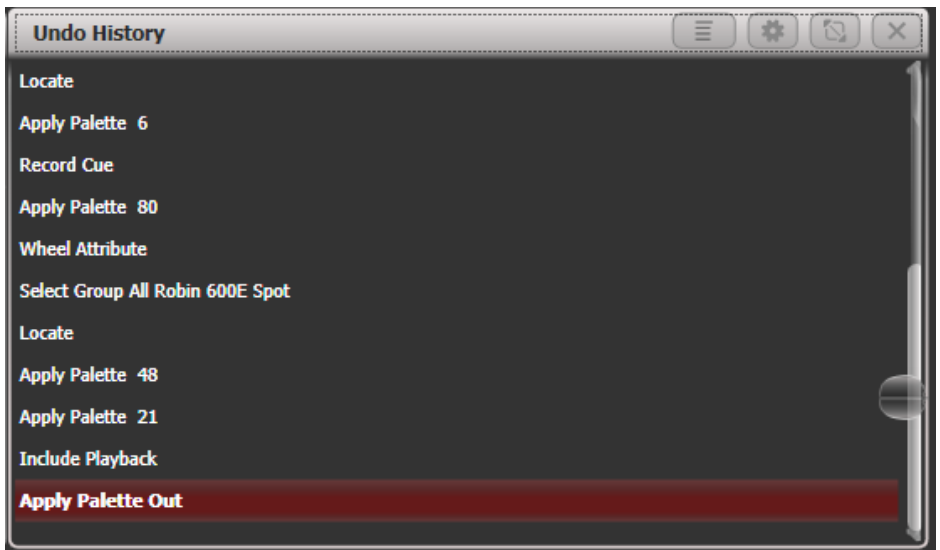 Undo History
Locate
Apply Palette 6
Record Cue
Apply Palette 80
Wheel Attribute
Select Group All Robin 600E Spot
Locate
Apply Palette 48
Apply Palette 21
Include Playback
Apply Palette Out